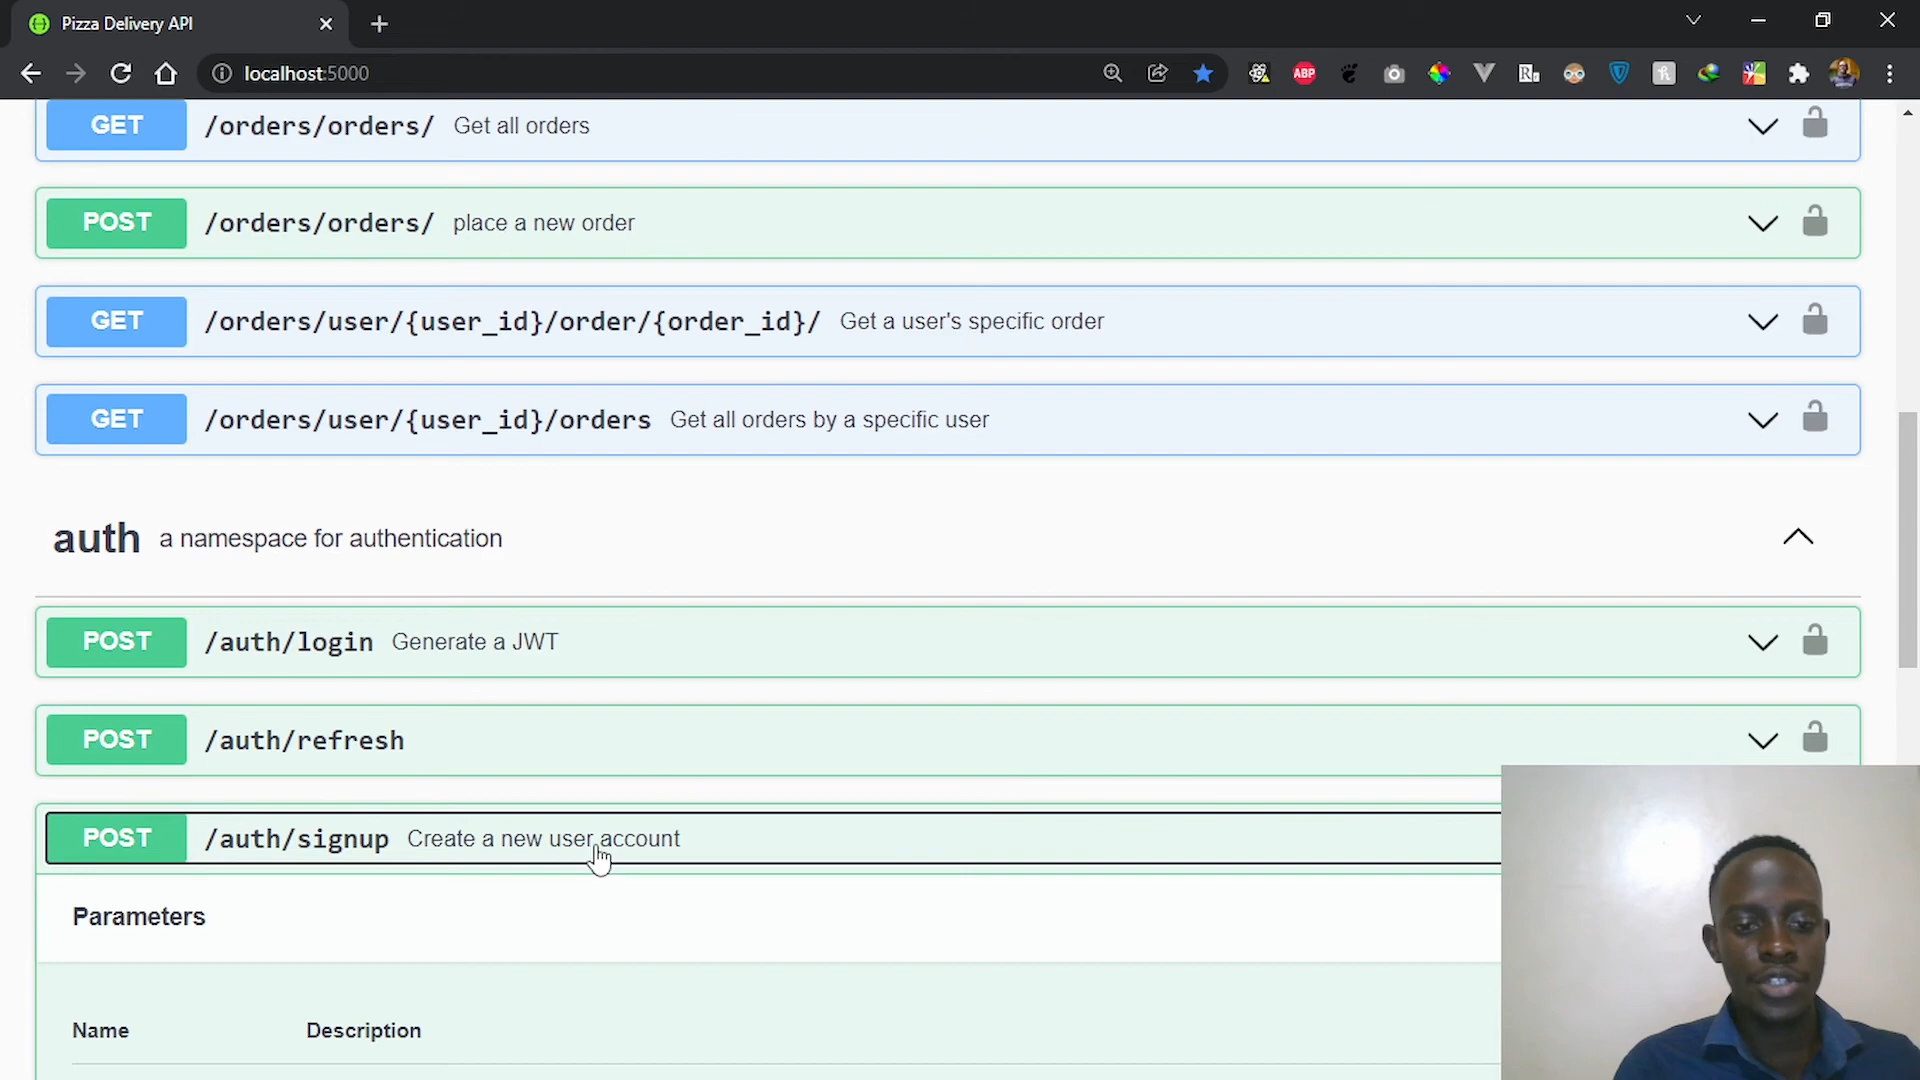 Pizza Delivery API
localhost:5000
ABP
GET /orders/orders/ Get all orders
POST /orders/orders/ place a new order
GET /orders/user/{user_id}/order/{order_id}/ Get a user's specific order
GET /orders/user/{user_id}/orders Get all orders by a specific user
auth a namespace for authentication
POST /auth/login Generate a JWT
POST /auth/refresh
POST /auth/signup Create a new user account
Parameters
Name Description